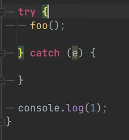 try {
foo();
} catch (e) {
}
console.log(1);
}